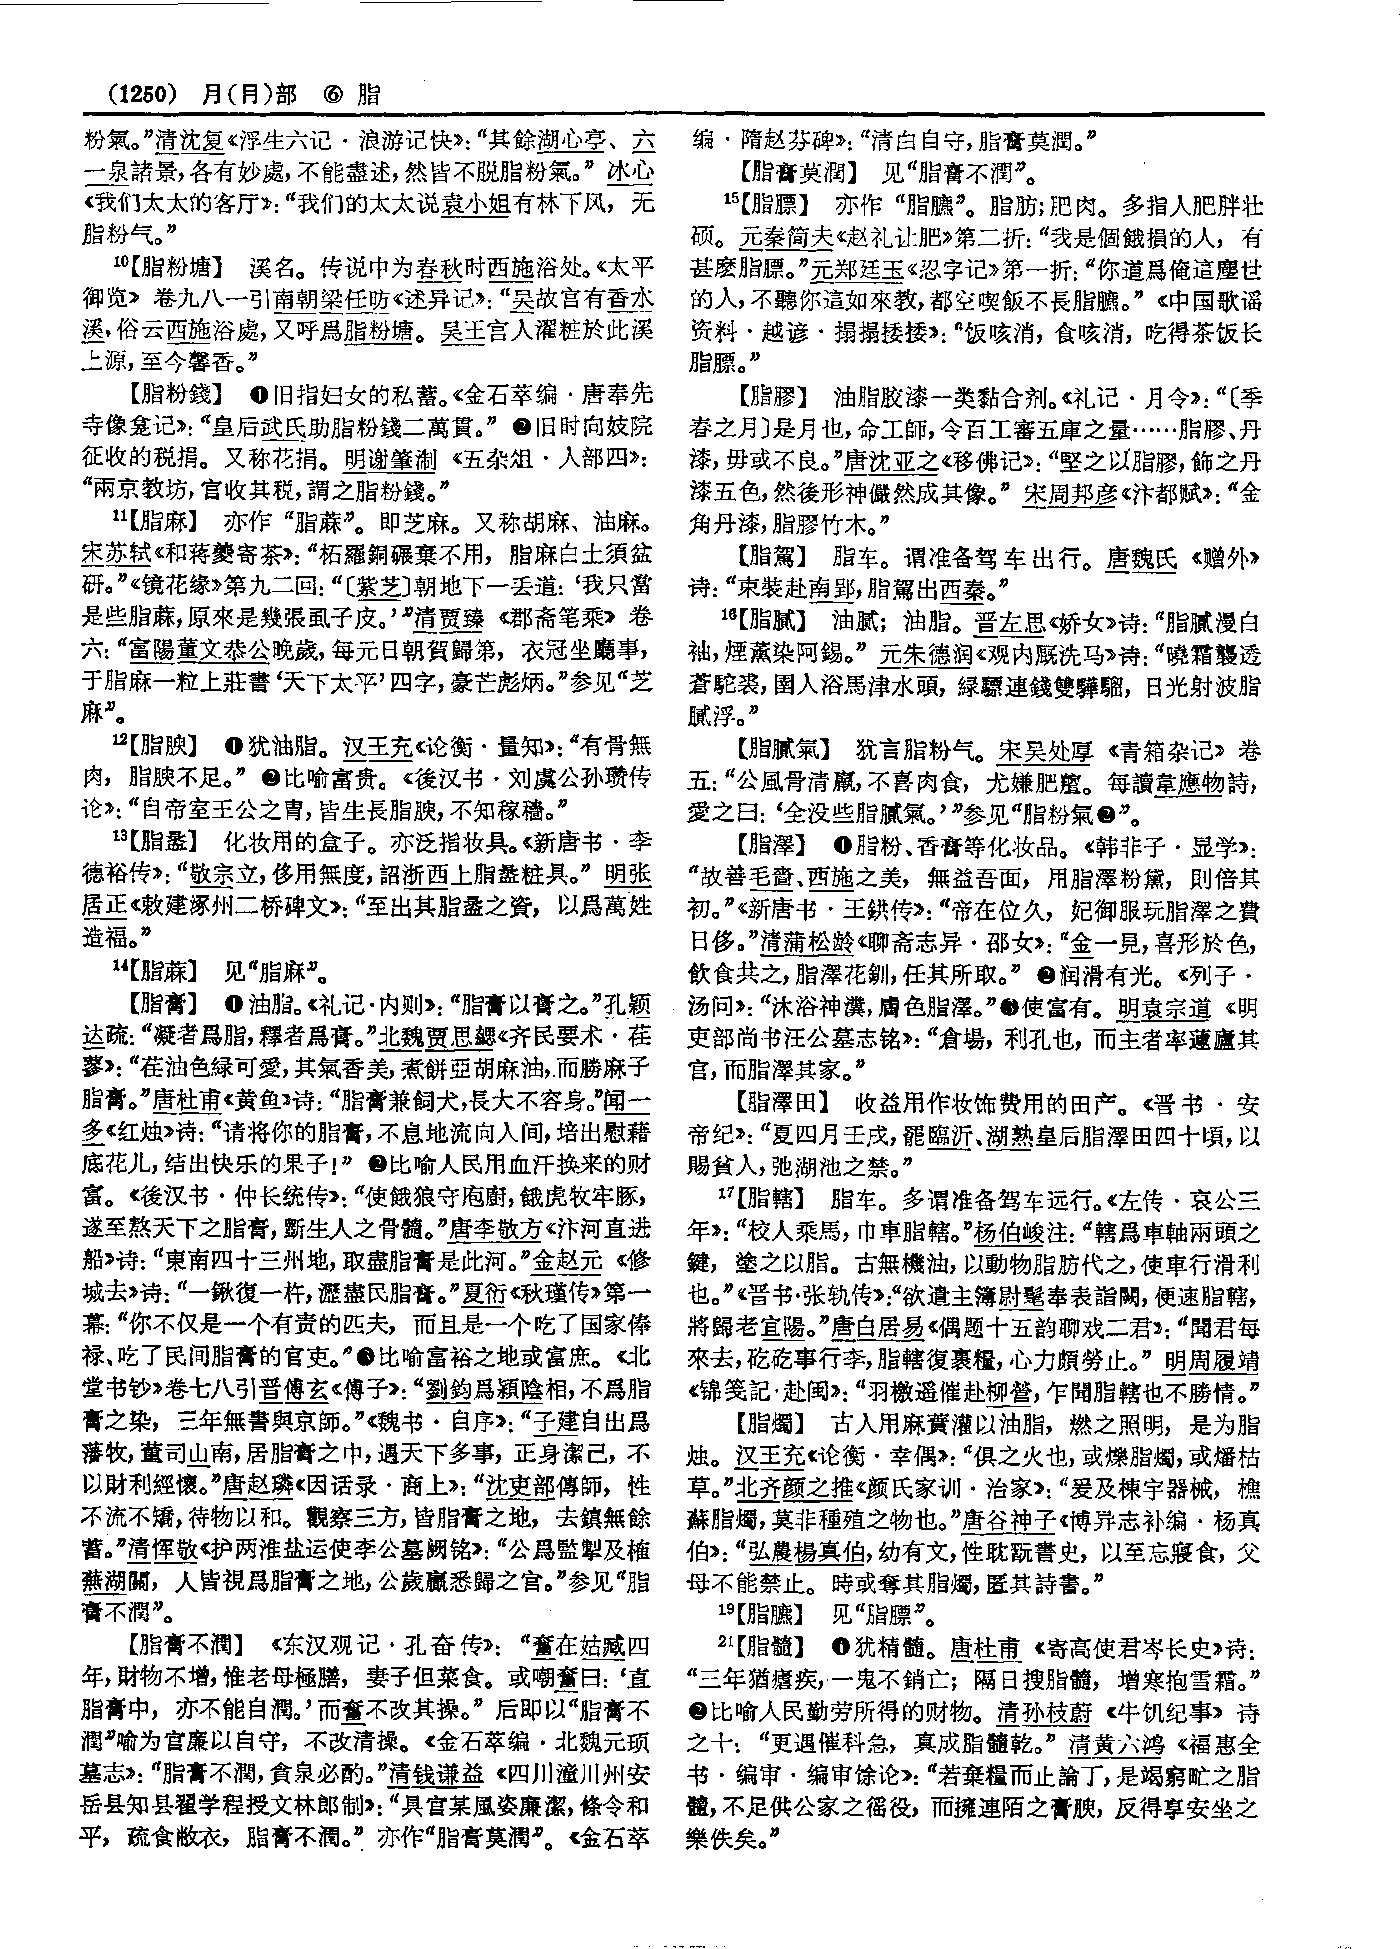 (1250) 月(⺼)部 ⑥ 脂
粉氣。”清沈复《浮生六记·浪游记快》：“其餘湖心亭、六
一泉諸景，各有妙處，不能盡述，然皆不脱脂粉氣。” 冰心
《我们太太的客厅》：“我们的太太说袁小姐有林下风，无
脂粉气。”
10【脂粉塘】 溪名。传说中为春秋时西施浴处。《太平
御览》卷九八一引南朝梁任昉《述异记》：“吴故宫有香水
溪，俗云西施浴處，又呼爲脂粉塘。吴王宫人濯粧於此溪
上源，至今馨香。”
【脂粉錢】 ❶旧指妇女的私蓄。《金石萃编·唐奉先
寺像龛记》：“皇后武氏助脂粉錢二萬貫。” ❷旧时向妓院
征收的税捐。又称花捐。明谢肇淛《五杂俎·人部四》：
“兩京教坊，官收其税，謂之脂粉錢。”
11【脂麻】 亦作“脂蔴”。即芝麻。又称胡麻、油麻。
宋苏轼《和蒋夔寄茶》：“柘羅銅碾棄不用，脂麻白土須盆
研。”《镜花缘》第九二回：“〔紫芝〕朝地下一丢道：‘我只當
是些脂蔴，原來是幾張虱子皮。’”清贾臻《郡斋笔乘》卷
六：“富陽董文恭公晚歲，每元日朝賀歸第，衣冠坐廳事，
于脂麻一粒上莊書‘天下太平’四字，豪芒彪炳。”参见“芝
麻”。
12【脂腴】 ❶犹油脂。汉王充《论衡·量知》：“有骨無
肉，脂腴不足。” ❷比喻富贵。《後汉书·刘虞公孙瓒传
论》：“自帝室王公之胄，皆生長脂腴，不知稼穡。”
13【脂盝】 化妆用的盒子。亦泛指妆具。《新唐书·李
德裕传》：“敬宗立，侈用無度，詔浙西上脂盝粧具。” 明张
居正《敕建涿州二桥碑文》：“至出其脂盝之資，以爲萬姓
造福。”
14【脂蔴】 见“脂麻”。
【脂膏】 ❶油脂。《礼记·内则》：“脂膏以膏之。”孔颖
达疏：“凝者爲脂，釋者爲膏。”北魏贾思勰《齐民要术·荏
蓼》：“荏油色緑可愛，其氣香美，煮餅亞胡麻油，而勝麻子
脂膏。”唐杜甫《黄鱼》诗：“脂膏兼飼犬，長大不容身。”闻一
多《红烛》诗：“请将你的脂膏，不息地流向人间，培出慰藉
底花儿，结出快乐的果子！” ❷比喻人民用血汗换来的财
富。《後汉书·仲长统传》：“使餓狼守庖廚，餓虎牧牢豚，
遂至熬天下之脂膏，斵生人之骨髓。”唐李敬方《汴河直进
船》诗：“東南四十三州地，取盡脂膏是此河。”金赵元《修
城去》诗：“一鍬復一杵，瀝盡民脂膏。”夏衍《秋瑾传》第一
幕：“你不仅是一个有责的匹夫，而且是一个吃了国家俸
禄、吃了民间脂膏的官吏。”❸比喻富裕之地或富庶。《北
堂书钞》卷七八引晋傅玄《傅子》：“劉鈞爲潁陰相，不爲脂
膏之染，三年無書與京師。”《魏书·自序》：“子建自出爲
藩牧，董司山南，居脂膏之中，遇天下多事，正身潔己，不
以財利經懷。”唐赵璘《因话录·商上》：“沈吏部傳師，性
不流不矯，待物以和。觀察三方，皆脂膏之地，去鎮無餘
蓄。”清恽敬《护两淮盐运使李公墓阙铭》：“公爲監掣及榷
蕪湖關，人皆視爲脂膏之地，公歲贏悉歸之官。”参见“脂
膏不潤”。
【脂膏不潤】 《东汉观记·孔奋传》：“奮在姑臧四
年，財物不增，惟老母極膳，妻子但菜食。或嘲奮曰：‘直
脂膏中，亦不能自潤。’而奮不改其操。” 后即以“脂膏不
潤”喻为官廉以自守，不改清操。《金石萃编·北魏元顼
墓志》：“脂膏不潤，貪泉必酌。”清钱谦益《四川潼川州安
岳县知县翟学程授文林郎制》：“具官某風姿廉潔，條令和
平，疏食敝衣，脂膏不潤。” 亦作“脂膏莫潤”。《金石萃
编·隋赵芬碑》：“清白自守，脂膏莫潤。”
【脂膏莫潤】 见“脂膏不潤”。
15【脂膘】 亦作“脂臕”。脂肪；肥肉。多指人肥胖壮
硕。元秦简夫《赵礼让肥》第二折：“我是個餓損的人，有
甚麽脂膘。”元郑廷玉《忍字记》第一折：“你道爲俺這塵世
的人，不聽你這如來教，都空喫飯不長脂臕。”《中国歌谣
资料·越谚·搨搨捼捼》：“饭咳消，食咳消，吃得茶饭长
脂膘。”
【脂膠】 油脂胶漆一类黏合剂。《礼记·月令》：“〔季
春之月〕是月也，命工師，令百工審五庫之量……脂膠、丹
漆，毋或不良。”唐沈亚之《移佛记》：“堅之以脂膠，飾之丹
漆五色，然後形神儼然成其像。” 宋周邦彦《汴都赋》：“金
角丹漆，脂膠竹木。”
【脂駕】 脂车。谓准备驾车出行。唐魏氏《赠外》
诗：“束裝赴南郢，脂駕出西秦。”
16【脂腻】 油腻；油脂。晋左思《娇女》诗：“脂腻漫白
袖，煙薰染阿錫。” 元朱德润《观内厩洗马》诗：“曉霜襲透
蒼駝裘，圉人浴馬津水頭，緑驃連錢雙驊騮，日光射波脂
膩浮。”
【脂膩氣】 犹言脂粉气。宋吴处厚《青箱杂记》卷
五：“公風骨清羸，不喜肉食，尤嫌肥羶。每讀韋應物詩，
愛之曰：‘全没些脂膩氣。’”参见“脂粉氣❷”。
【脂澤】 ❶脂粉、香膏等化妆品。《韩非子·显学》：
“故善毛嗇、西施之美，無益吾面，用脂澤粉黛，則倍其
初。”《新唐书·王鉷传》：“帝在位久，妃御服玩脂澤之費
日侈。”清蒲松龄《聊斋志异·邵女》：“金一見，喜形於色，
飲食共之，脂澤花釧，任其所取。” ❷润滑有光。《列子·
汤问》：“沐浴神瀵，膚色脂澤。”❸使富有。明袁宗道《明
吏部尚书汪公墓志铭》：“倉場，利孔也，而主者率蘧廬其
官，而脂澤其家。”
【脂澤田】 收益用作妆饰费用的田产。《晋书·安
帝纪》：“夏四月壬戌，罷臨沂、湖熟皇后脂澤田四十頃，以
賜貧人，弛湖池之禁。”
17【脂轄】 脂车。多谓准备驾车远行。《左传·哀公三
年》：“校人乘馬，巾車脂轄。”杨伯峻注：“轄爲車軸兩頭之
鍵，塗之以脂。古無機油，以動物脂肪代之，使車行滑利
也。”《晋书·张轨传》：“欲遣主簿尉髦奉表詣闕，便速脂轄，
將歸老宜陽。”唐白居易《偶题十五韵聊戏二君》：“聞君每
來去，矻矻事行李，脂轄復裹糧，心力頗勞止。” 明周履靖
《锦笺記·赴闽》：“羽檄遥催赴柳營，乍聞脂轄也不勝情。”
【脂燭】 古人用麻蕡灌以油脂，燃之照明，是为脂
烛。汉王充《论衡·幸偶》：“俱之火也，或爍脂燭，或燔枯
草。”北齐颜之推《颜氏家训·治家》：“爰及棟宇器械，樵
蘇脂燭，莫非種殖之物也。”唐谷神子《博异志补编·杨真
伯》：“弘農楊真伯，幼有文，性耽翫書史，以至忘寢食，父
母不能禁止。時或奪其脂燭，匿其詩書。”
19【脂臕】 见“脂膘”。
21【脂髓】 ❶犹精髓。唐杜甫《寄高使君岑长史》诗：
“三年猶瘧疾，一鬼不銷亡；隔日搜脂髓，增寒抱雪霜。”
❷比喻人民勤劳所得的财物。清孙枝蔚《牛饥纪事》诗
之十：“更遇催科急，真成脂髓乾。” 清黄六鸿《福惠全
书·编审·编审馀论》：“若棄糧而止論丁，是竭窮甿之脂
髓，不足供公家之徭役，而擁連陌之膏腴，反得享安坐之
樂佚矣。”